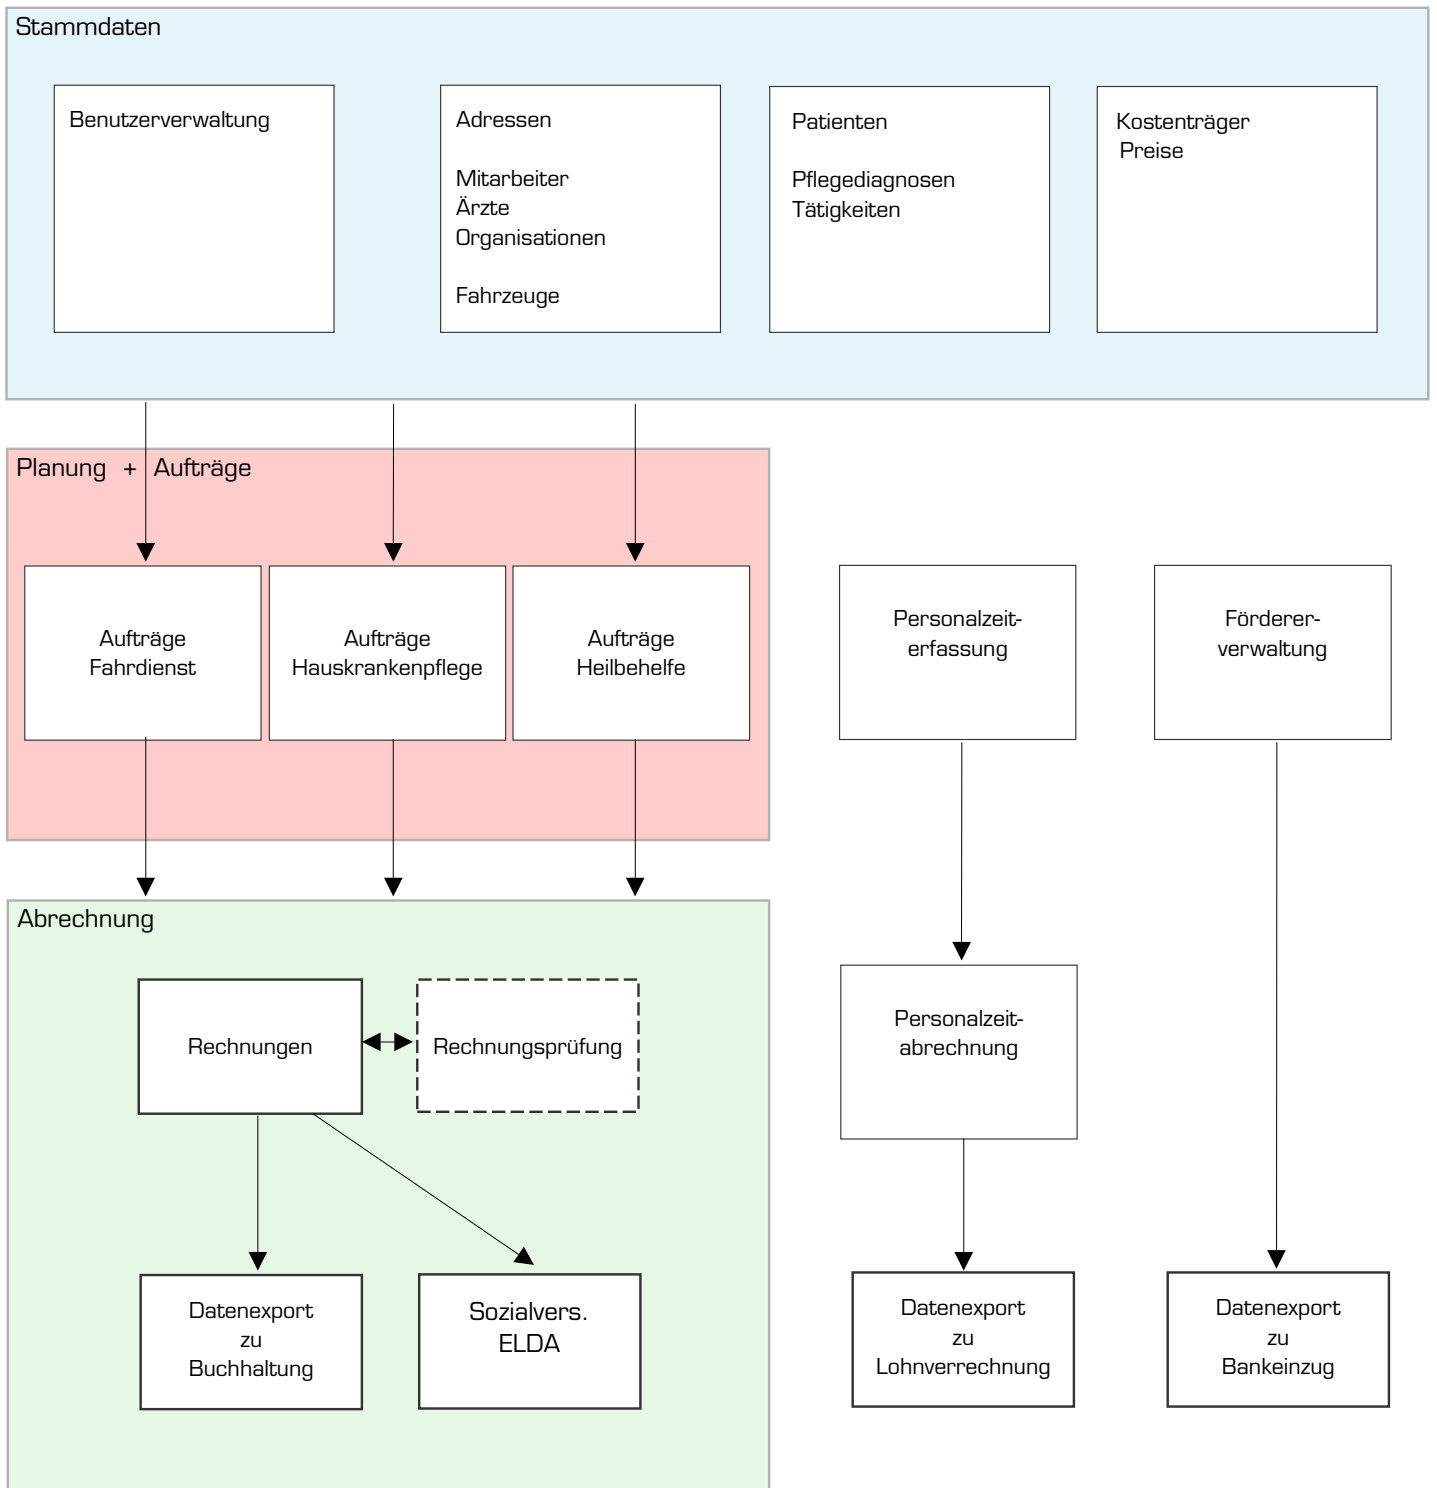 Stammdaten
Benutzerverwaltung
Adressen
Mitarbeiter
Ärzte
Organisationen
Fahrzeuge
Patienten
Pflegediagnosen
Tätigkeiten
Kostenträger
Preise
Planung + Aufträge
Aufträge
Fahrdienst
Aufträge
Hauskrankenpflege
Aufträge
Heilbehelfe
Personalzeit-
erfassung
Förderer-
verwaltung
Abrechnung
Rechnungen
Rechnungsprüfung
Personalzeit-
abrechnung
Datenexport
zu
Buchhaltung
Sozialvers.
ELDA
Datenexport
zu
Lohnverrechnung
Datenexport
zu
Bankeinzug